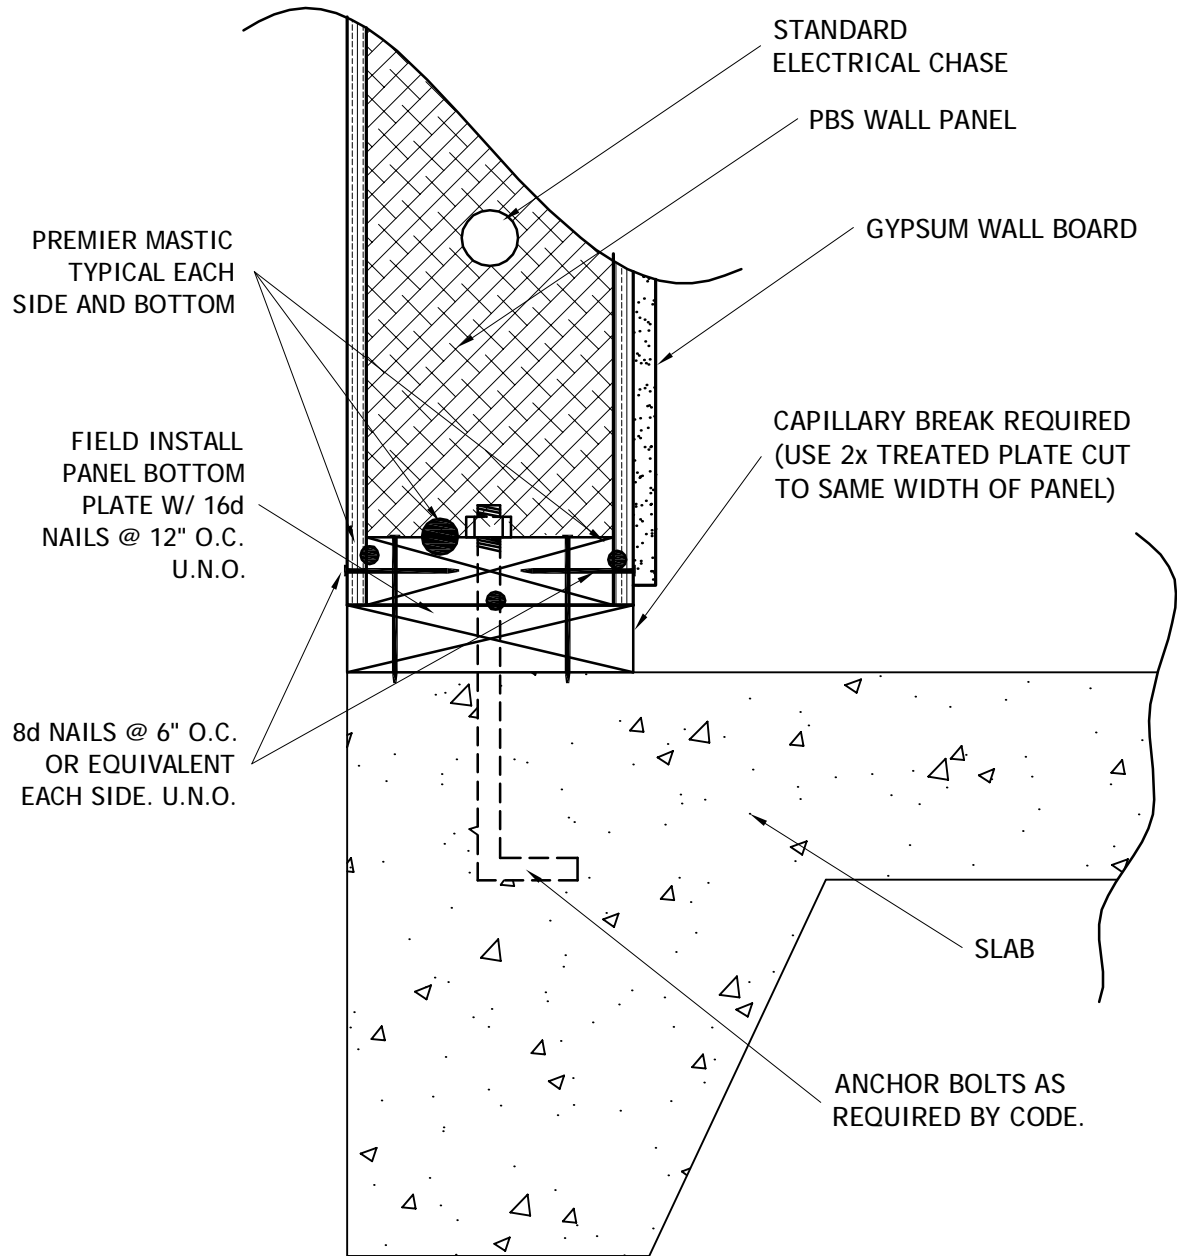 STANDARD
ELECTRICAL CHASE
PBS WALL PANEL
GYPSUM WALL BOARD
PREMIER MASTIC
TYPICAL EACH
SIDE AND BOTTOM
CAPILLARY BREAK REQUIRED
(USE 2x TREATED PLATE CUT
TO SAME WIDTH OF PANEL)
FIELD INSTALL
PANEL BOTTOM
PLATE W/ 16d
NAILS @ 12" O.C.
U.N.O.
8d NAILS @ 6" O.C.
OR EQUIVALENT
EACH SIDE. U.N.O.
SLAB
ANCHOR BOLTS AS
REQUIRED BY CODE.